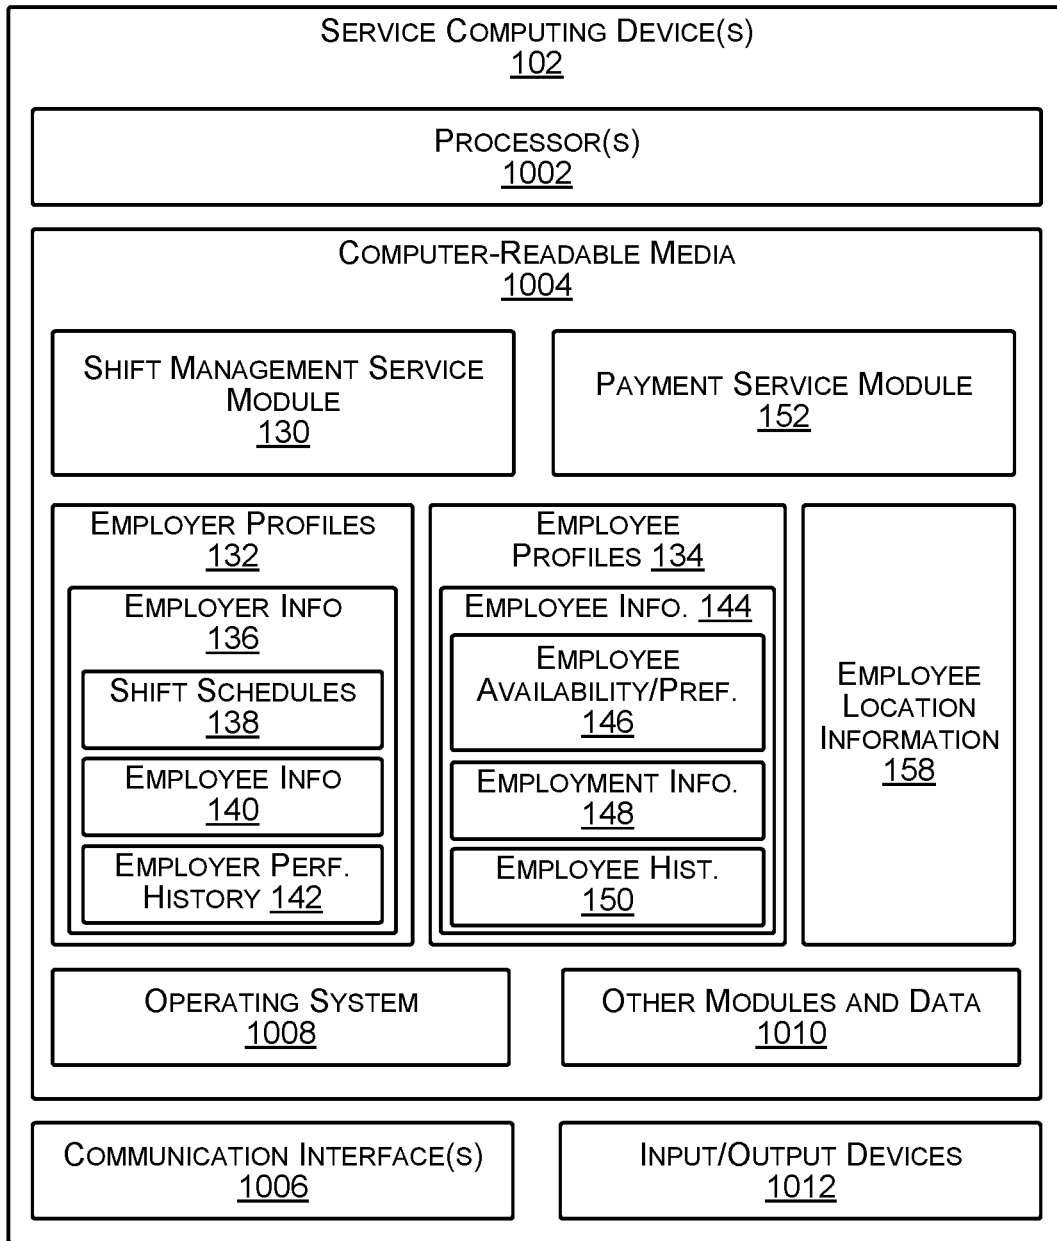 SERVICE COMPUTING DEVICE(S)
102
PROCESSOR(S)
1002
COMPUTER-READABLE MEDIA
1004
SHIFT MANAGEMENT SERVICE
MODULE
130
PAYMENT SERVICE MODULE
152
EMPLOYER PROFILES
132
EMPLOYER INFO
136
SHIFT SCHEDULES
138
EMPLOYEE INFO
140
EMPLOYER PERF.
HISTORY 142
EMPLOYEE
PROFILES 134
EMPLOYEE INFO. 144
EMPLOYEE
AVAILABILITY/PREF.
146
EMPLOYMENT INFO.
148
EMPLOYEE HIST.
150
EMPLOYEE
LOCATION
INFORMATION
158
OPERATING SYSTEM
1008
OTHER MODULES AND DATA
1010
COMMUNICATION INTERFACE(S)
1006
INPUT/OUTPUT DEVICES
1012